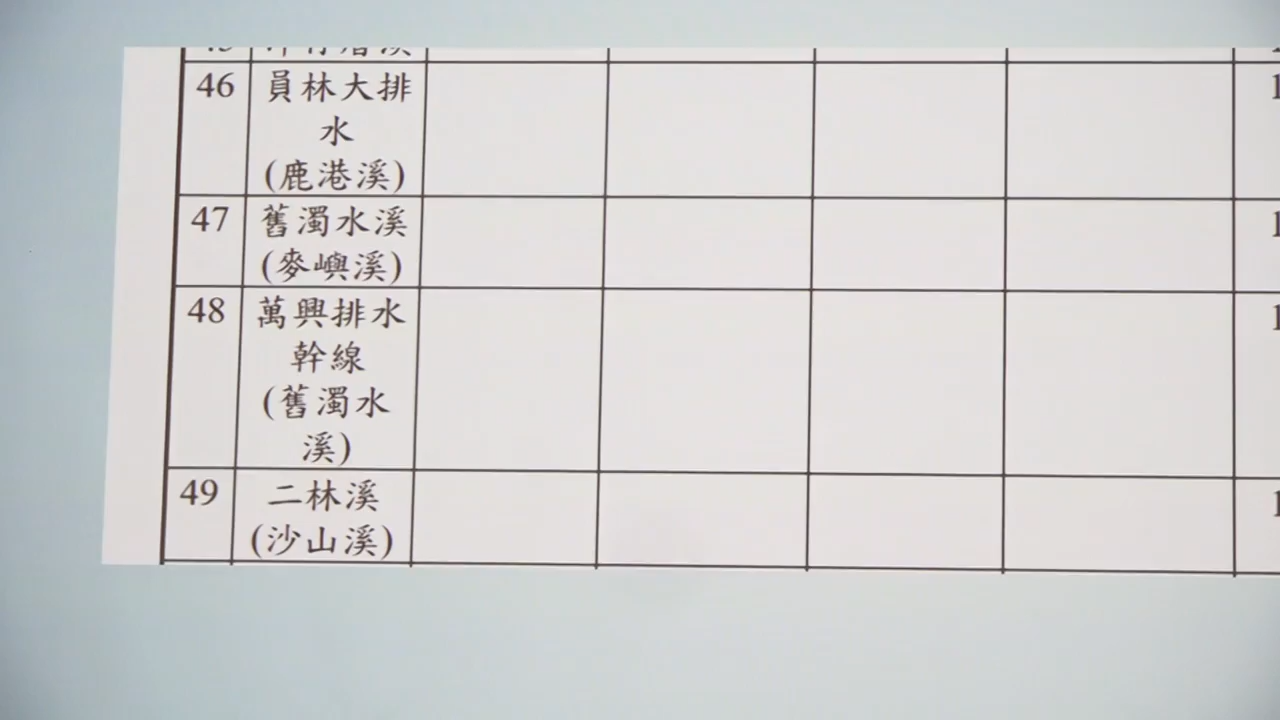 46 員林大排
水
(鹿港溪)
47 舊濁水溪
(麥嶼溪)
48 萬興排水
幹線
(舊濁水
溪)
49 二林溪
(沙山溪)